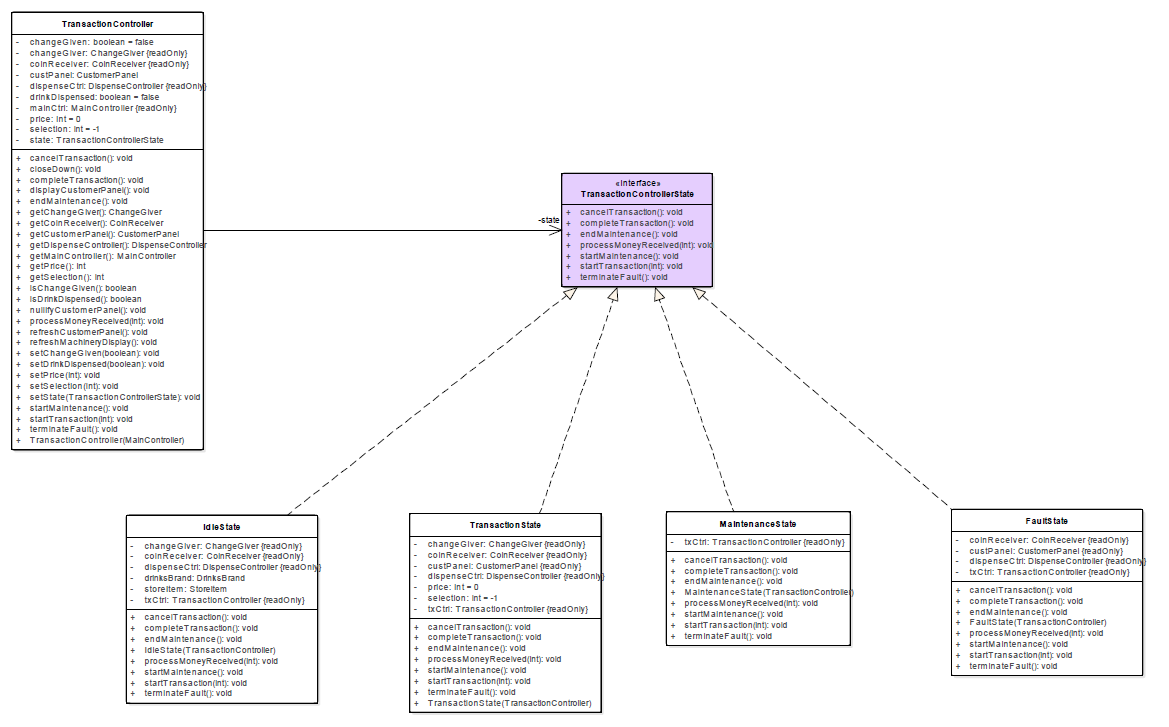 TransactionController
- changeGiven: boolean = false
- changeGiver: ChangeGiver {readOnly}
- coinReceiver: CoinReceiver {readOnly}
- custPanel: CustomerPanel
- dispenseCtrl: DispenseController {readOnly}
- drinkDispensed: boolean = false
- mainCtrl: MainController {readOnly}
- price: int = 0
- selection: int = -1
- state: TransactionControllerState
+ cancelTransaction(): void
+ closeDown(): void
+ completeTransaction(): void
+ displayCustomerPanel(): void
+ endMaintenance(): void
+ getChangeGiver(): ChangeGiver
+ getCoinReceiver(): CoinReceiver
+ getCustomerPanel(): CustomerPanel
+ getDispenseController(): DispenseController
+ getMainController(): MainController
+ getPrice(): int
+ getSelection(): int
+ isChangeGiven(): boolean
+ isDrinkDispensed(): boolean
+ nullifyCustomerPanel(): void
+ processMoneyReceived(int): void
+ refreshCustomerPanel(): void
+ refreshMachineryDisplay(): void
+ setChangeGiven(boolean): void
+ setDrinkDispensed(boolean): void
+ setPrice(int): void
+ setSelection(int): void
+ setState(TransactionControllerState): void
+ startMaintenance(): void
+ startTransaction(int): void
+ terminateFault(): void
+ TransactionController(MainController)
-state
«interface»
TransactionControllerState
+ cancelTransaction(): void
+ completeTransaction(): void
+ endMaintenance(): void
+ processMoneyReceived(int): void
+ startMaintenance(): void
+ startTransaction(int): void
+ terminateFault(): void
IdleState
- changeGiver: ChangeGiver {readOnly}
- coinReceiver: CoinReceiver {readOnly}
- dispenseCtrl: DispenseController {readOnly}
- drinksBrand: DrinksBrand
- storeItem: StoreItem
- txCtrl: TransactionController {readOnly}
+ cancelTransaction(): void
+ completeTransaction(): void
+ endMaintenance(): void
+ IdleState(TransactionController)
+ processMoneyReceived(int): void
+ startMaintenance(): void
+ startTransaction(int): void
+ terminateFault(): void
TransactionState
- changeGiver: ChangeGiver {readOnly}
- coinReceiver: CoinReceiver {readOnly}
- custPanel: CustomerPanel {readOnly}
- dispenseCtrl: DispenseController {readOnly}
- price: int = 0
- selection: int = -1
- txCtrl: TransactionController {readOnly}
+ cancelTransaction(): void
+ completeTransaction(): void
+ endMaintenance(): void
+ processMoneyReceived(int): void
+ startMaintenance(): void
+ startTransaction(int): void
+ terminateFault(): void
+ TransactionState(TransactionController)
MaintenanceState
- txCtrl: TransactionController {readOnly}
+ cancelTransaction(): void
+ completeTransaction(): void
+ endMaintenance(): void
+ MaintenanceState(TransactionController)
+ processMoneyReceived(int): void
+ startMaintenance(): void
+ startTransaction(int): void
+ terminateFault(): void
FaultState
- coinReceiver: CoinReceiver {readOnly}
- custPanel: CustomerPanel {readOnly}
- dispenseCtrl: DispenseController {readOnly}
- txCtrl: TransactionController {readOnly}
+ cancelTransaction(): void
+ completeTransaction(): void
+ endMaintenance(): void
+ FaultState(TransactionController)
+ processMoneyReceived(int): void
+ startMaintenance(): void
+ startTransaction(int): void
+ terminateFault(): void